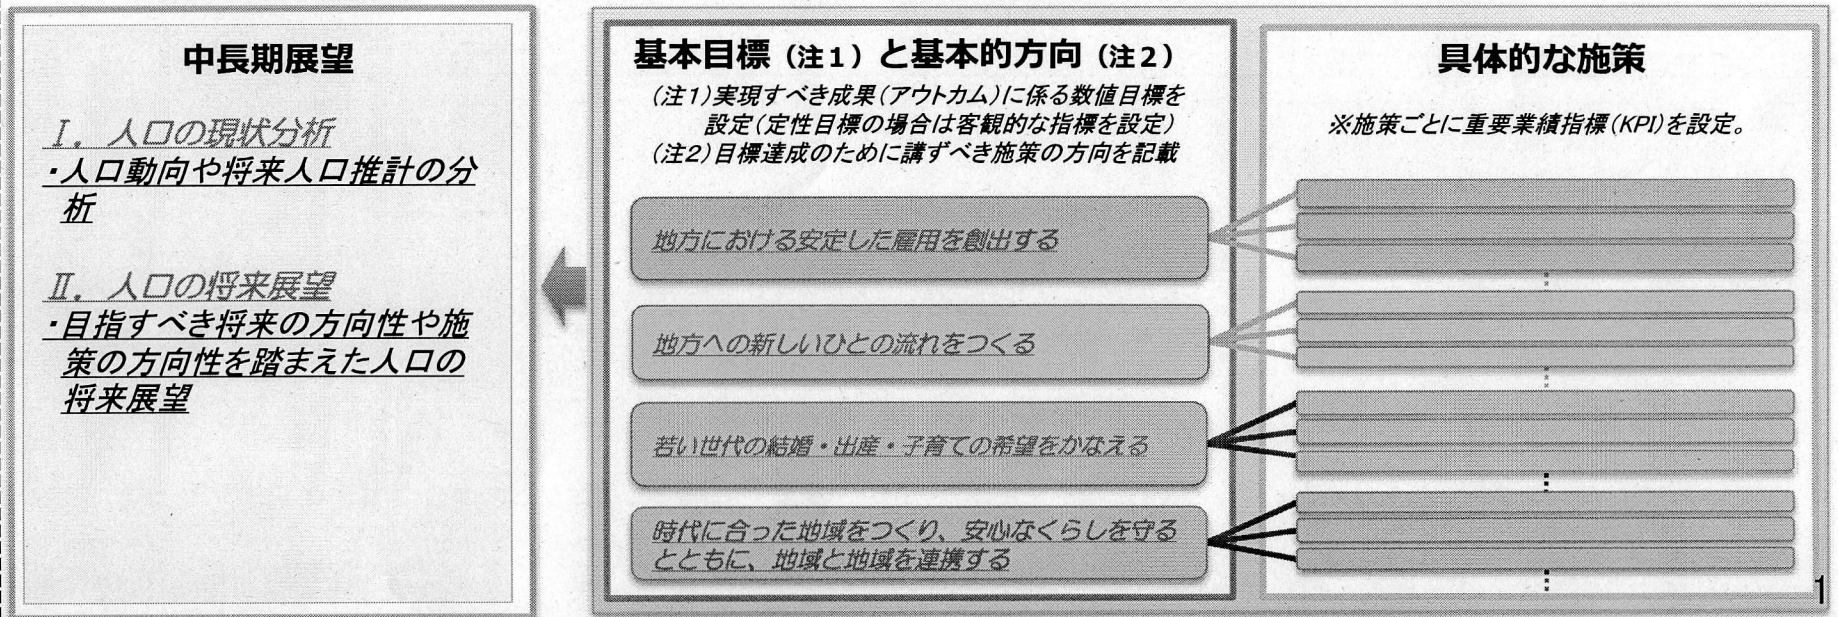 中長期展望
Ⅰ．人口の現状分析
・人口動向や将来人口推計の分
析
Ⅱ．人口の将来展望
・目指すべき将来の方向性や施
策の方向性を踏まえた人口の
将来展望
基本目標（注１）と基本的方向（注２）
(注１)実現すべき成果(アウトカム)に係る数値目標を
設定(定性目標の場合は客観的な指標を設定)
(注２)目標達成のために講ずべき施策の方向を記載
地方における安定した雇用を創出する
地方への新しいひとの流れをつくる
若い世代の結婚・出産・子育ての希望をかなえる
時代に合った地域をつくり、安心なくらしを守る
とともに、地域と地域を連携する
具体的な施策
※施策ごとに重要業績指標(KPI)を設定。
1